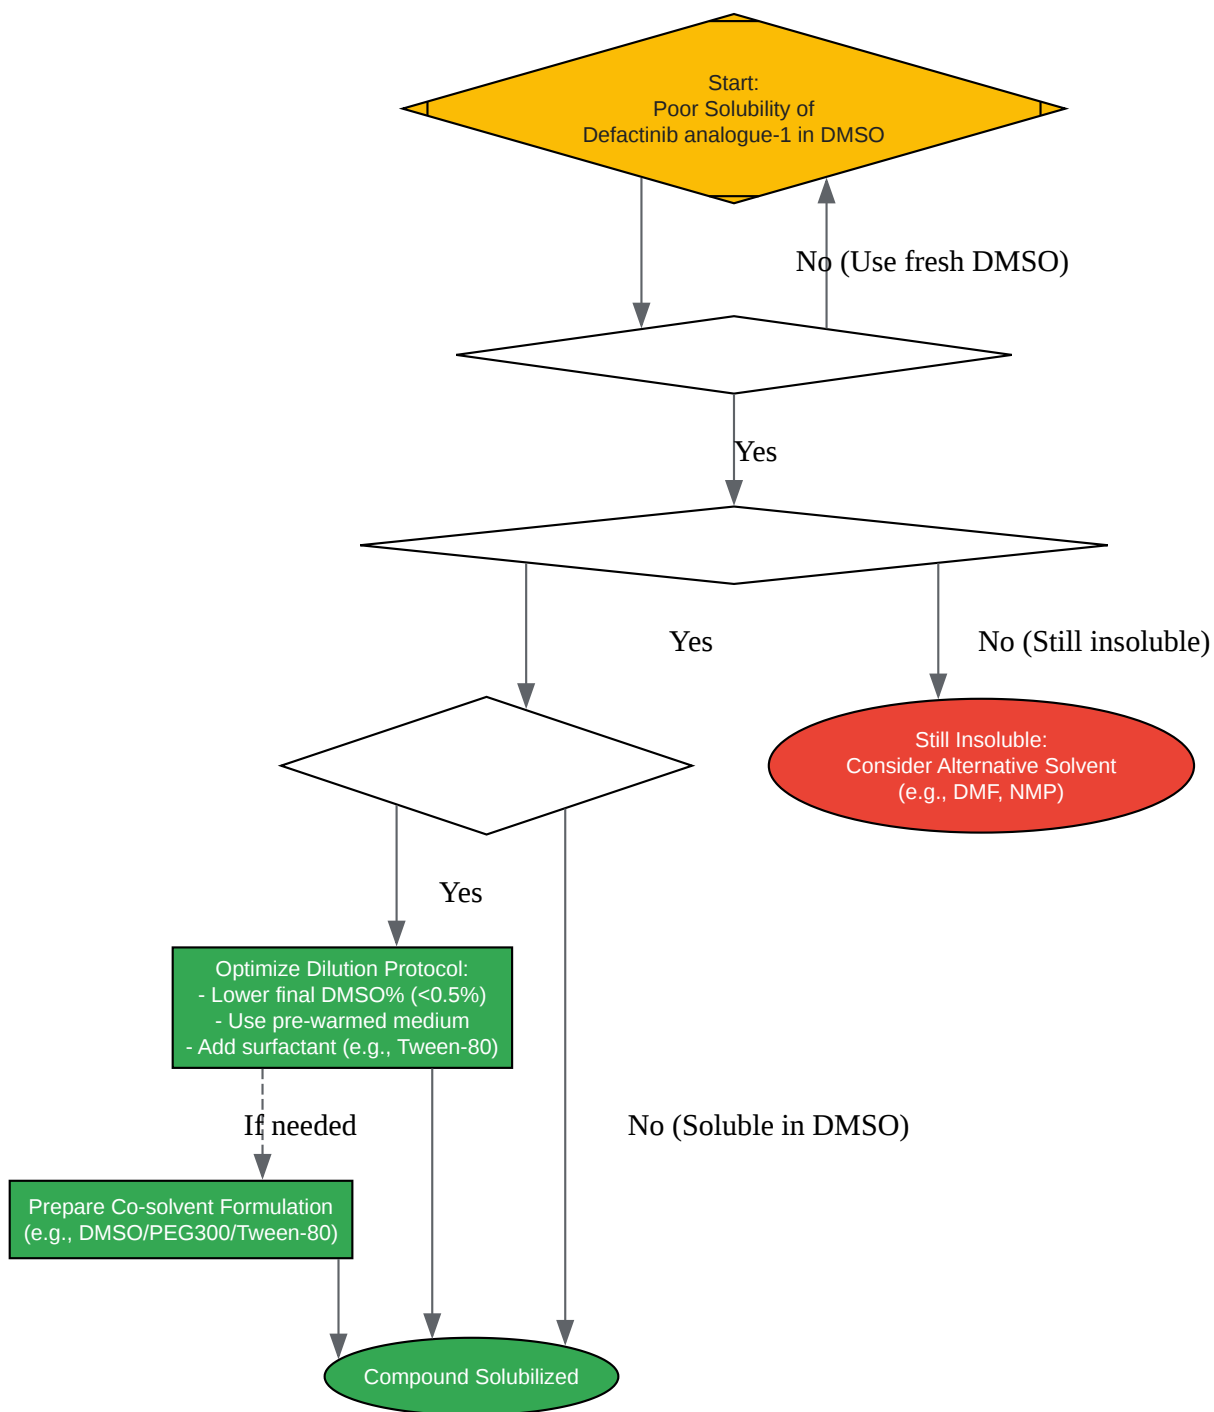 Start:
Poor Solubility of
Defactinib analogue-1 in DMSO
No (Use fresh DMSO)
Yes
Yes
No (Still insoluble)
Still Insoluble:
Consider Alternative Solvent
(e.g., DMF, NMP)
Yes
Optimize Dilution Protocol:
- Lower final DMSO% (<0.5%)
- Use pre-warmed medium
- Add surfactant (e.g., Tween-80)
If needed
No (Soluble in DMSO)
Prepare Co-solvent Formulation
(e.g., DMSO/PEG300/Tween-80)
Compound Solubilized